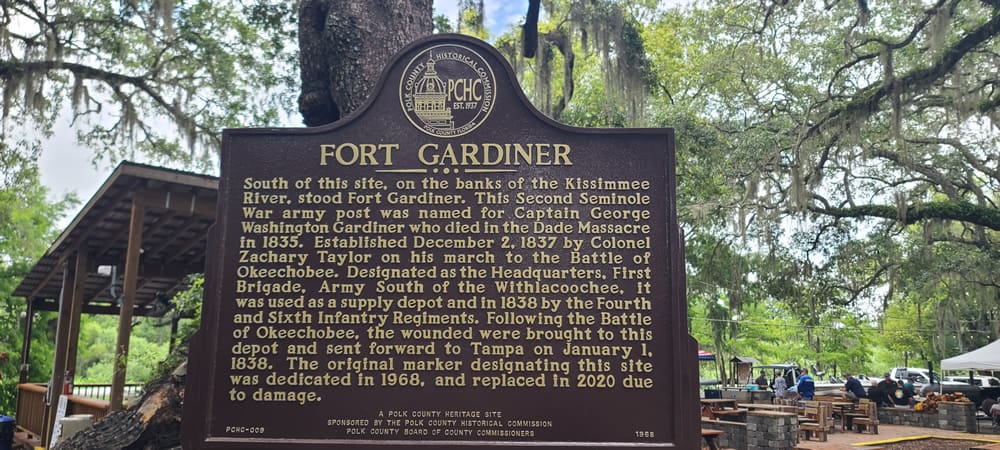 POLK COUNTY HISTORICAL COMMISSION
PCHC
EST. 1937
POLK COUNTY FLORIDA
FORT GARDINER
South of this site, on the banks of the Kissimmee
River, stood Fort Gardiner. This Second Seminole
War army post was named for Captain George
Washington Gardiner who died in the Dade Massacre
in 1835. Established December 2, 1837 by Colonel
Zachary Taylor on his march to the Battle of
Okeechobee. Designated as the Headquarters, First
Brigade, Army South of the Withlacoochee, it
was used as a supply depot and in 1838 by the Fourth
and Sixth Infantry Regiments. Following the Battle
of Okeechobee, the wounded were brought to this
depot and sent forward to Tampa on January 1,
1838. The original marker designating this site
was dedicated in 1968, and replaced in 2020 due
to damage.
A POLK COUNTY HERITAGE SITE
SPONSORED BY THE POLK COUNTY HISTORICAL COMMISSION
PCHC-009 POLK COUNTY BOARD OF COUNTY COMMISSIONERS 1968